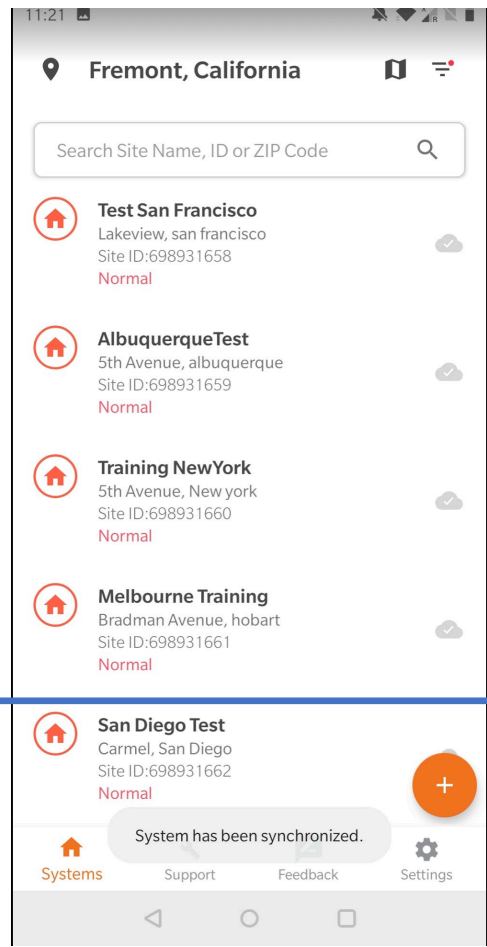 11:21
R
Fremont, California
Search Site Name, ID or ZIP Code
Test San Francisco
Lakeview, san francisco
Site ID:698931658
Normal
AlbuquerqueTest
5th Avenue, albuquerque
Site ID:698931659
Normal
Training NewYork
5th Avenue, New york
Site ID:698931660
Normal
Melbourne Training
Bradman Avenue, hobart
Site ID:698931661
Normal
San Diego Test
Carmel, San Diego
Site ID:698931662
Normal
+
System has been synchronized.
Systems Support Feedback Settings